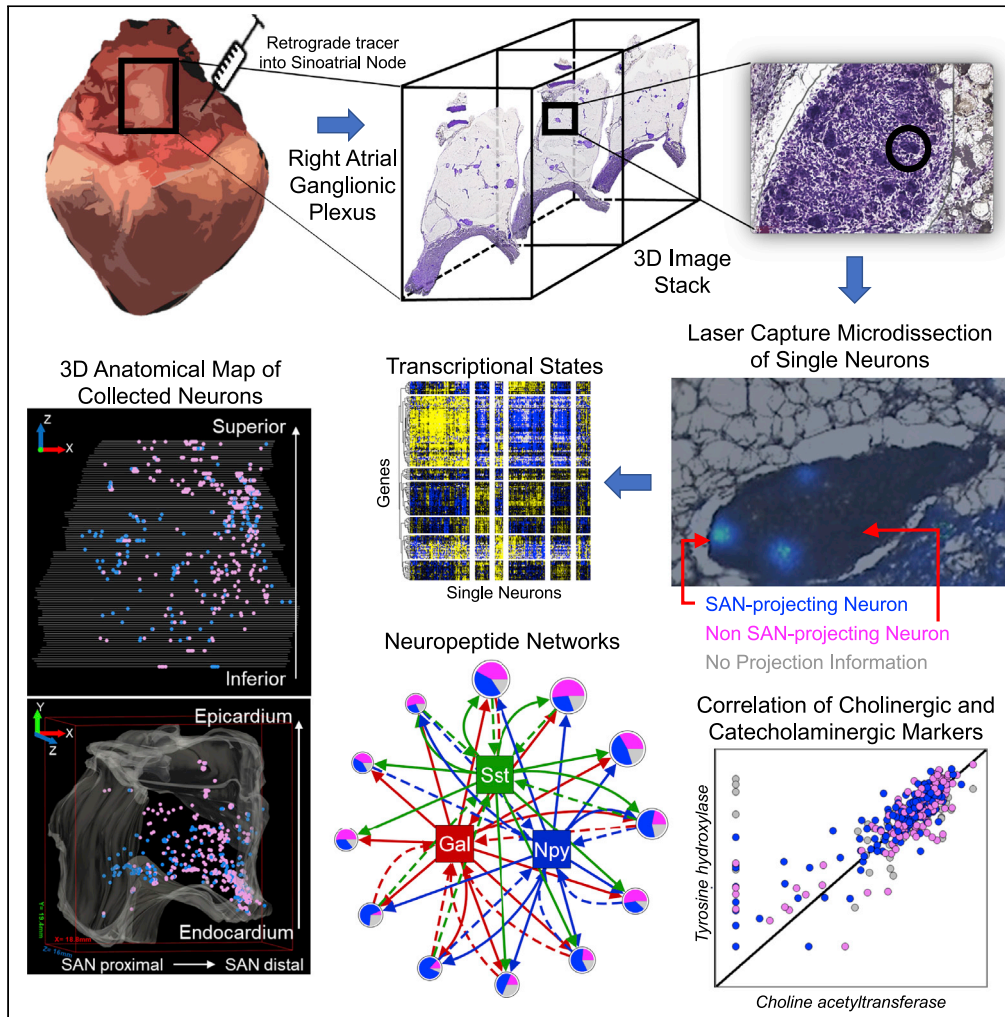 Retrograde tracer
into Sinoatrial Node
Right Atrial
Ganglionic
Plexus
3D Image
Stack
Laser Capture Microdissection
of Single Neurons
SAN-projecting Neuron
Non SAN-projecting Neuron
No Projection Information
Transcriptional States
Genes
Single Neurons
3D Anatomical Map of
Collected Neurons
Z
X
Superior
Inferior
Y
X
Z
Epicardium
Endocardium
X= 18.8mm
Z= 16mm
SAN proximal
SAN distal
Neuropeptide Networks
Sst
Gal
Npy
Correlation of Cholinergic and
Catecholaminergic Markers
Tyrosine hydroxylase
Choline acetyltransferase